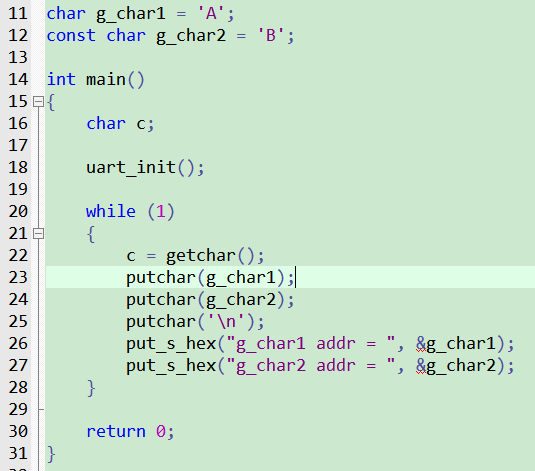 11 char g_char1 = 'A';
12 const char g_char2 = 'B';
13
14 int main()
15 {
16     char c;
17
18     uart_init();
19
20     while (1)
21     {
22         c = getchar();
23         putchar(g_char1);
24         putchar(g_char2);
25         putchar('\n');
26         put_s_hex("g_char1 addr = ", &g_char1);
27         put_s_hex("g_char2 addr = ", &g_char2);
28     }
29
30     return 0;
31 }